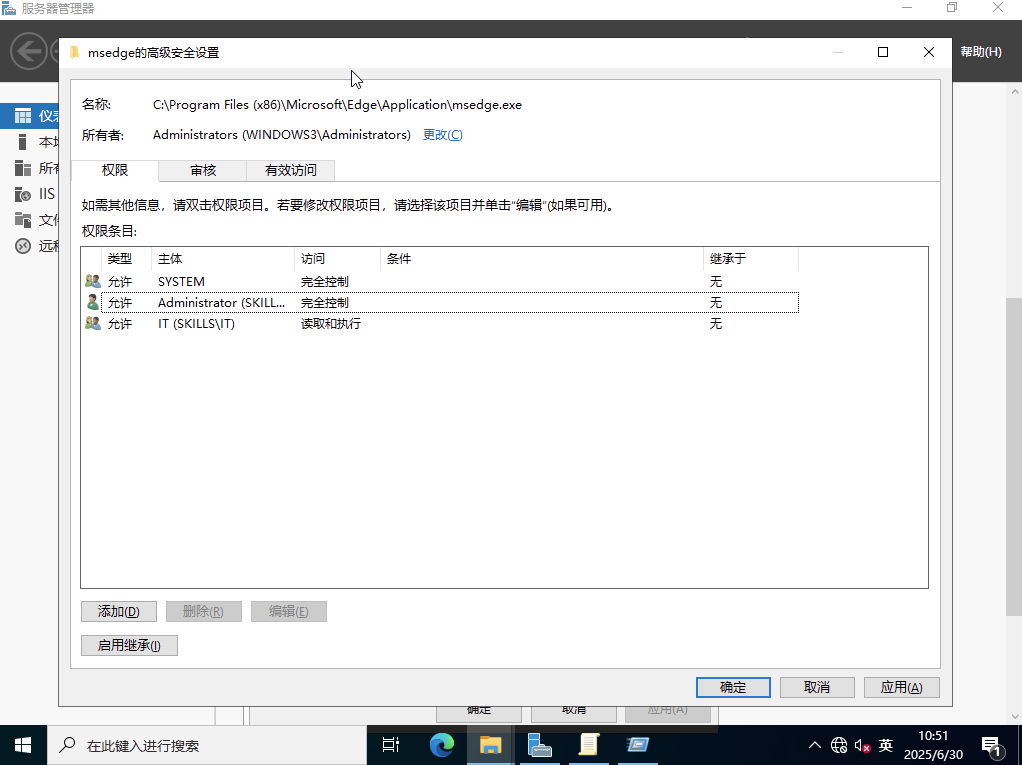 服务器管理器
msedge的高级安全设置
帮助(H)
名称: C:\Program Files (x86)\Microsoft\Edge\Application\msedge.exe
所有者: Administrators (WINDOWS3\Administrators) 更改(C)
权限 审核 有效访问
如需其他信息，请双击权限项目。若要修改权限项目，请选择该项目并单击"编辑"(如果可用)。
权限条目:
类型 主体 访问 条件 继承于
允许 SYSTEM 完全控制 无
允许 Administrator (SKILL... 完全控制 无
允许 IT (SKILLS\IT) 读取和执行 无
仪表
本地
所有
IIS
文件
远程
添加(D) 删除(R) 编辑(E)
启用继承(I)
确定 取消 应用(A)
确定 取消 应用(A)
在此键入进行搜索
英
10:51
2025/6/30
1